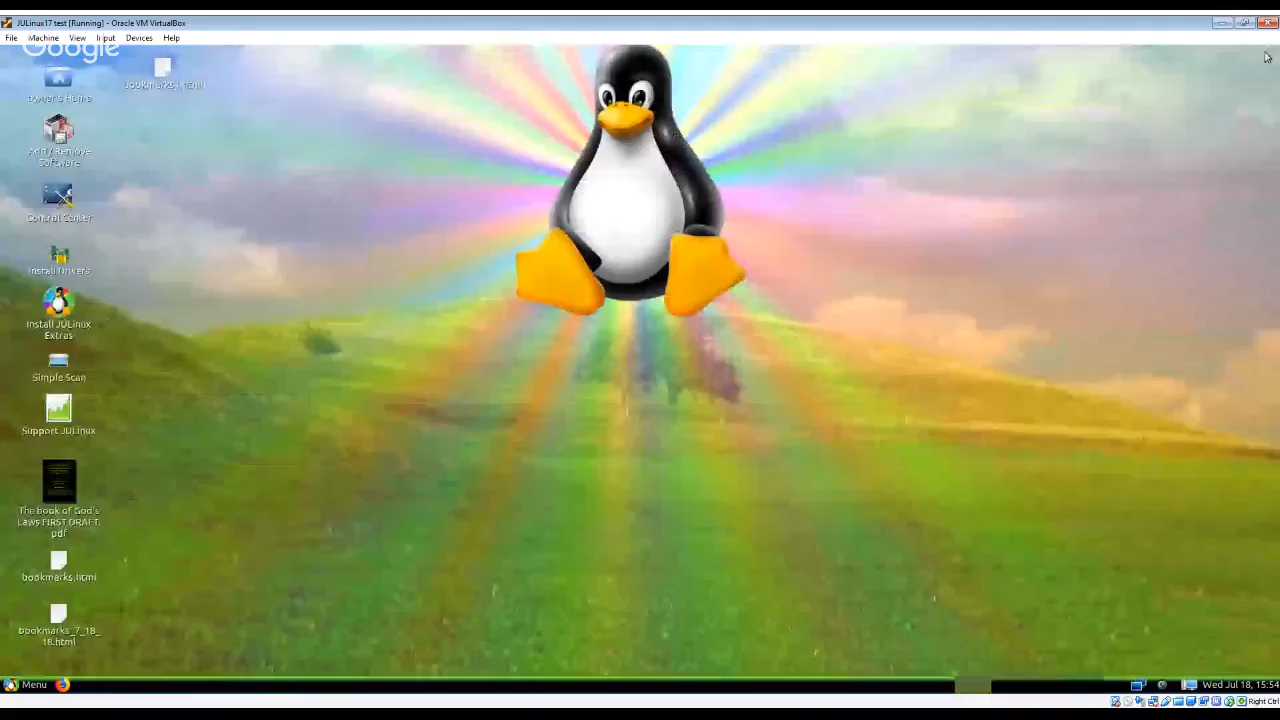 JULinux17 test [Running] - Oracle VM VirtualBox
File Machine View Input Devices Help
Google
Home
Add / Remove
Software
Control Center
Install Drivers
Install JULinux
Extras
Simple Scan
Support JULinux
The book of God's
Laws FIRST DRAFT.
pdf
bookmarks.html
bookmarks_7_18_
18.html
Menu
Wed Jul 18, 15:54
Right Ctrl